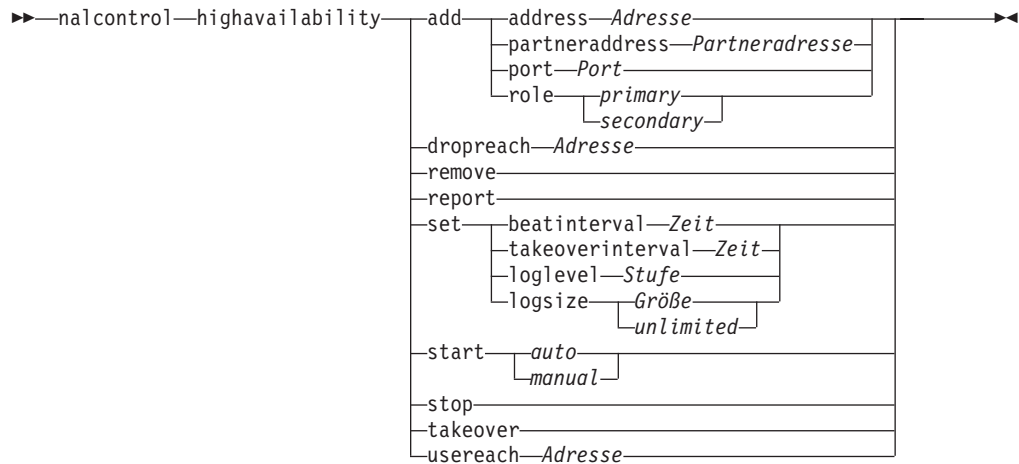 nalcontrol highavailability add address Adresse
partneraddress Partneradresse
port Port
role primary
secondary
dropreach Adresse
remove
report
set beatinterval Zeit
takeoverinterval Zeit
loglevel Stufe
logsize Größe
unlimited
start auto
manual
stop
takeover
usereach Adresse